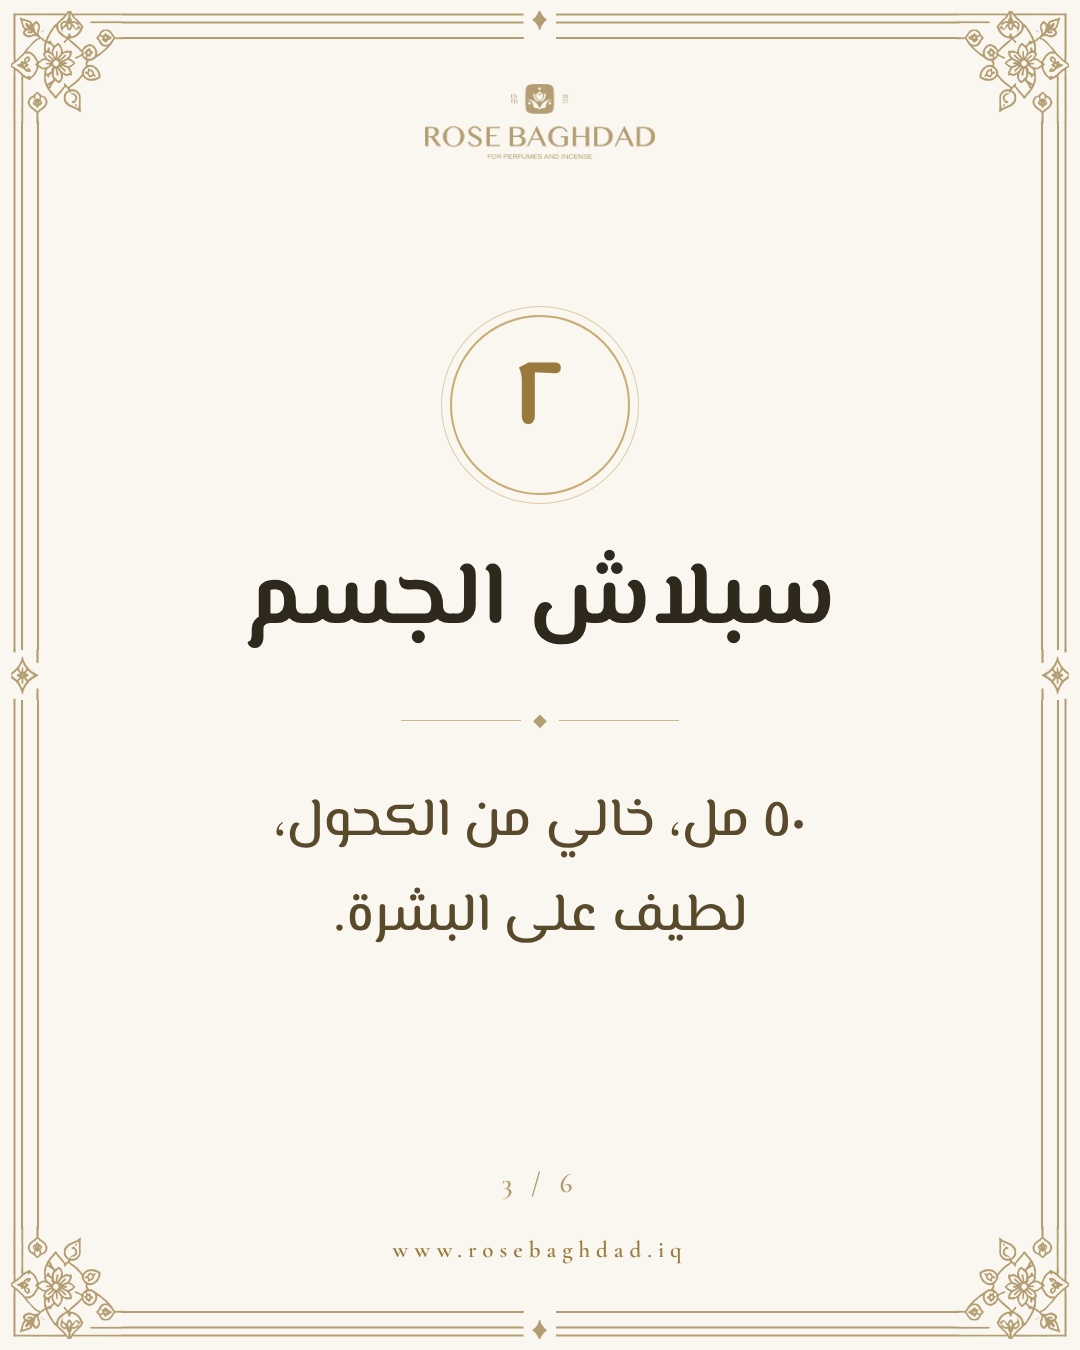 ROSE BAGHDAD
FOR PERFUMES AND INCENSE
٢
سبلاش الجسم
٥٠ مل، خالي من الكحول،
لطيف على البشرة.
3 / 6
www.rosebaghdad.iq